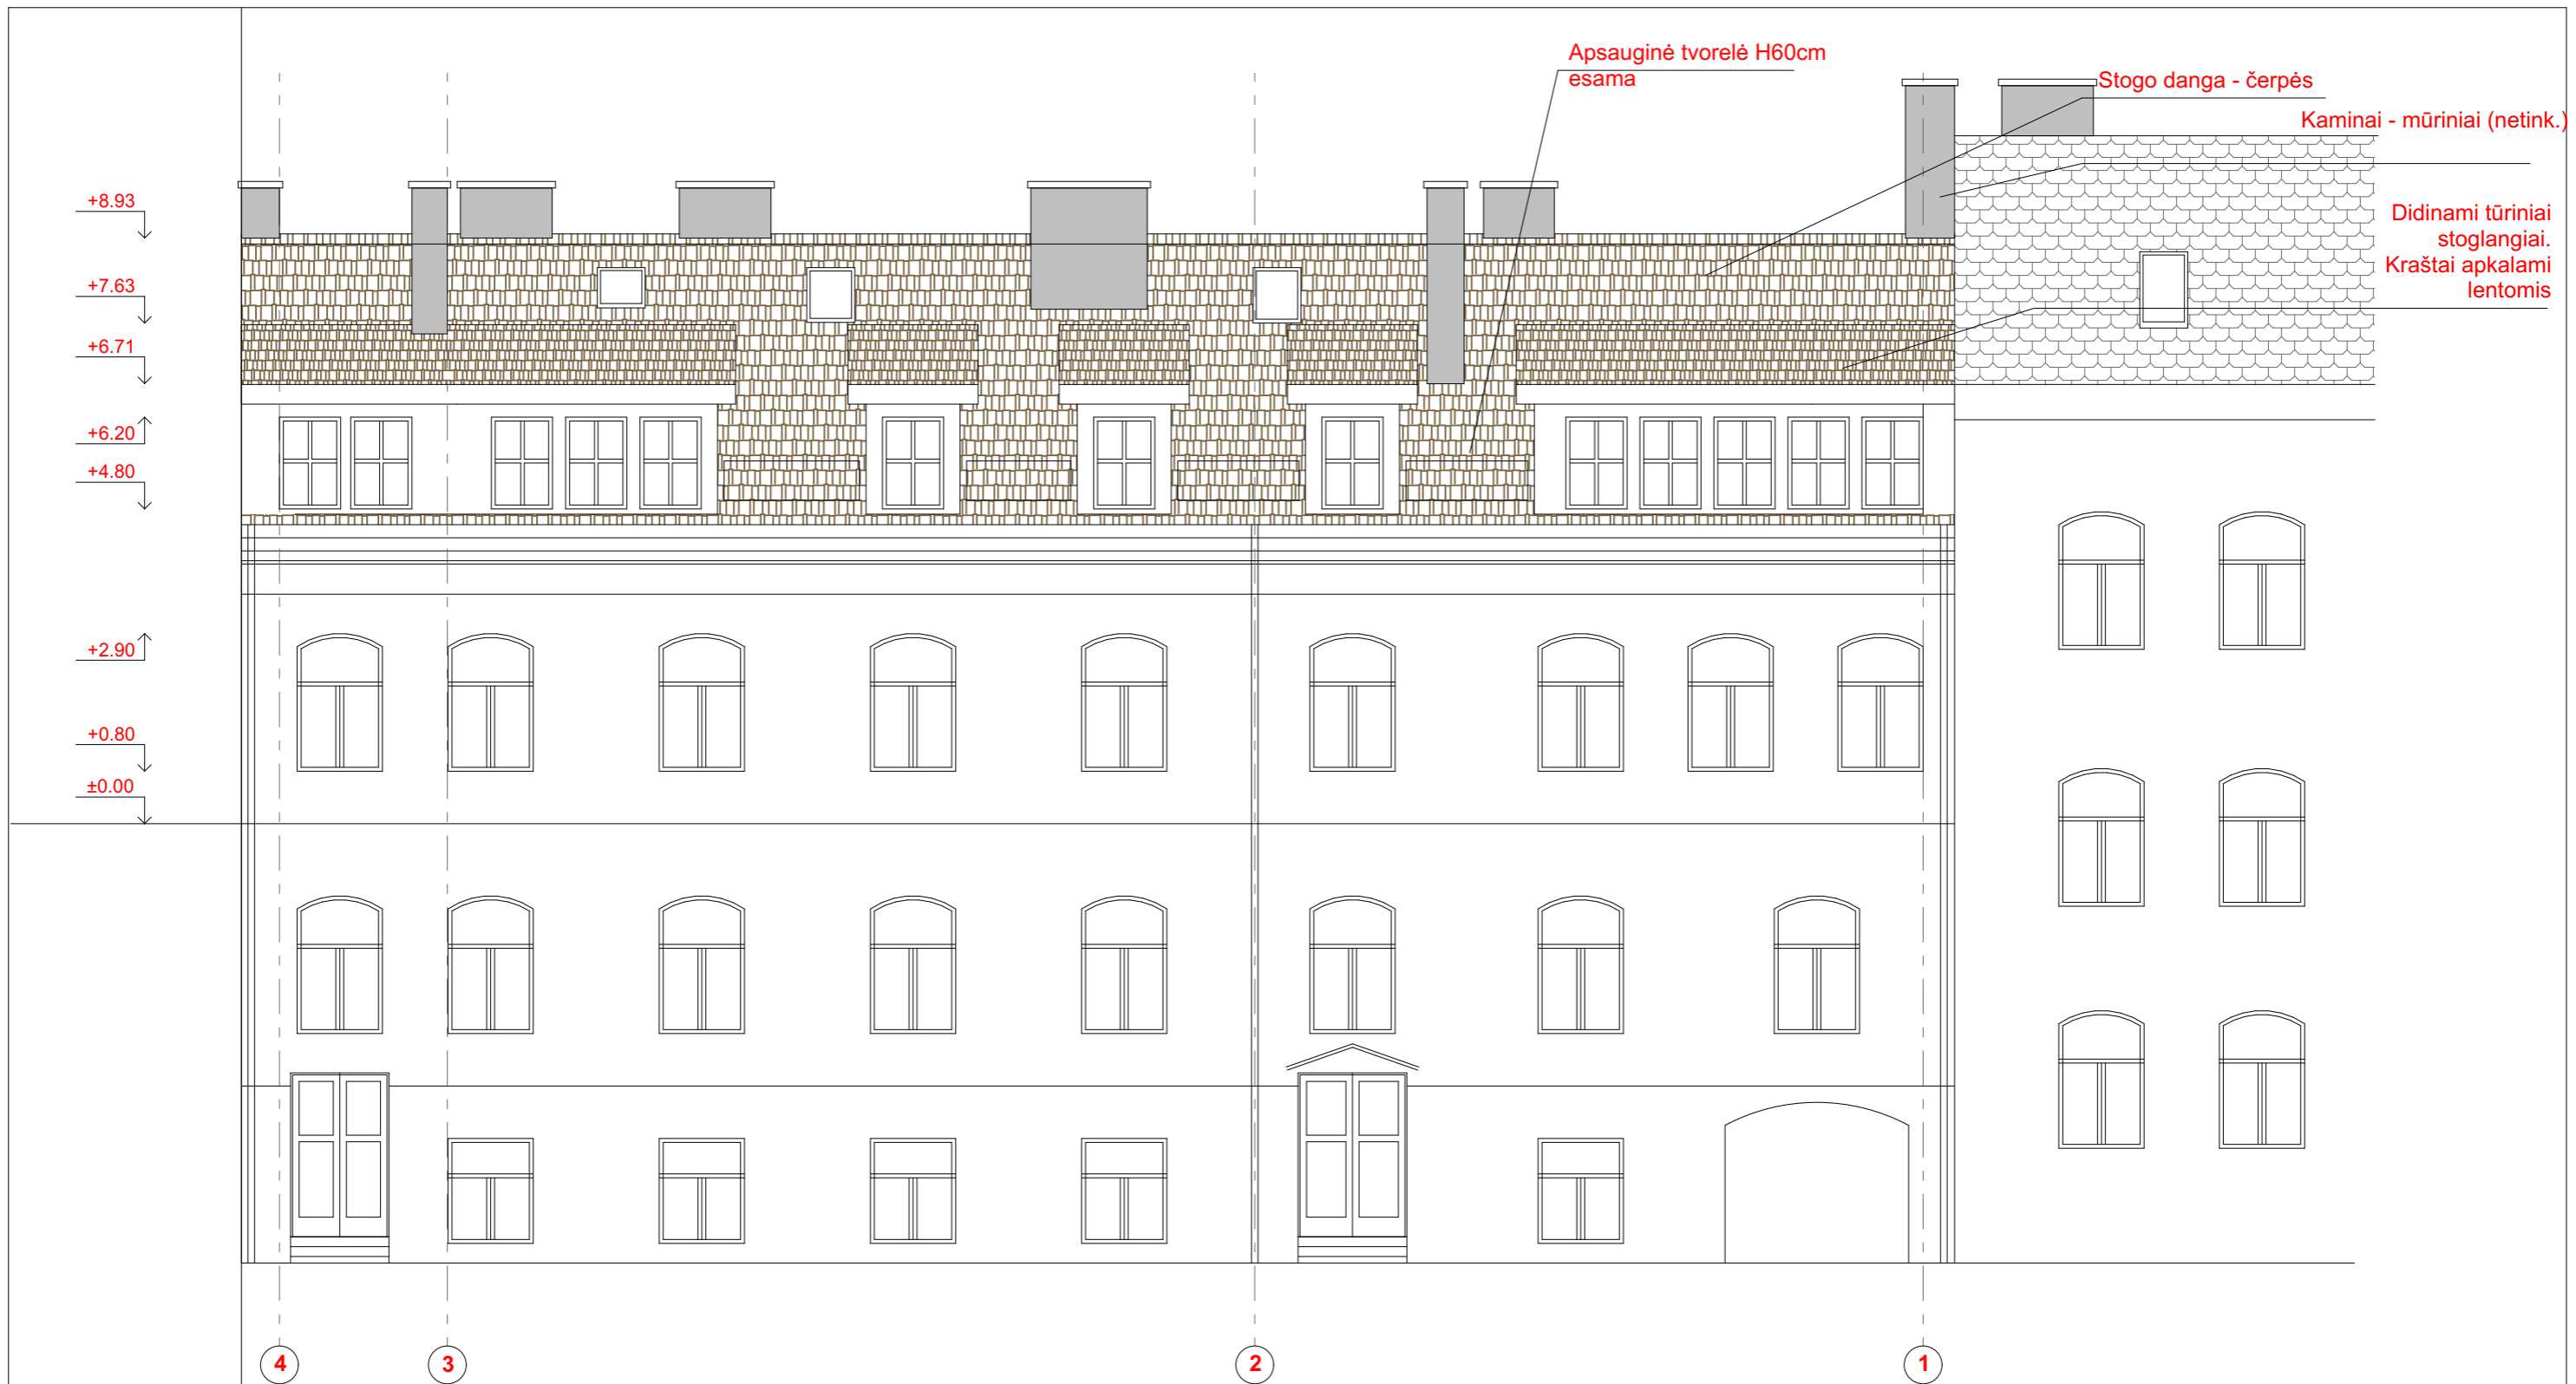 Apsauginė tvorelė H60cm
esama
Stogo danga - čerpės
Kaminai - mūriniai (netink.)
Didinami tūriniai
stoglangiai.
Kraštai apkalami
lentomis
+8.93
+7.63
+6.71
+6.20
+4.80
+2.90
+0.80
±0.00
4
3
2
1